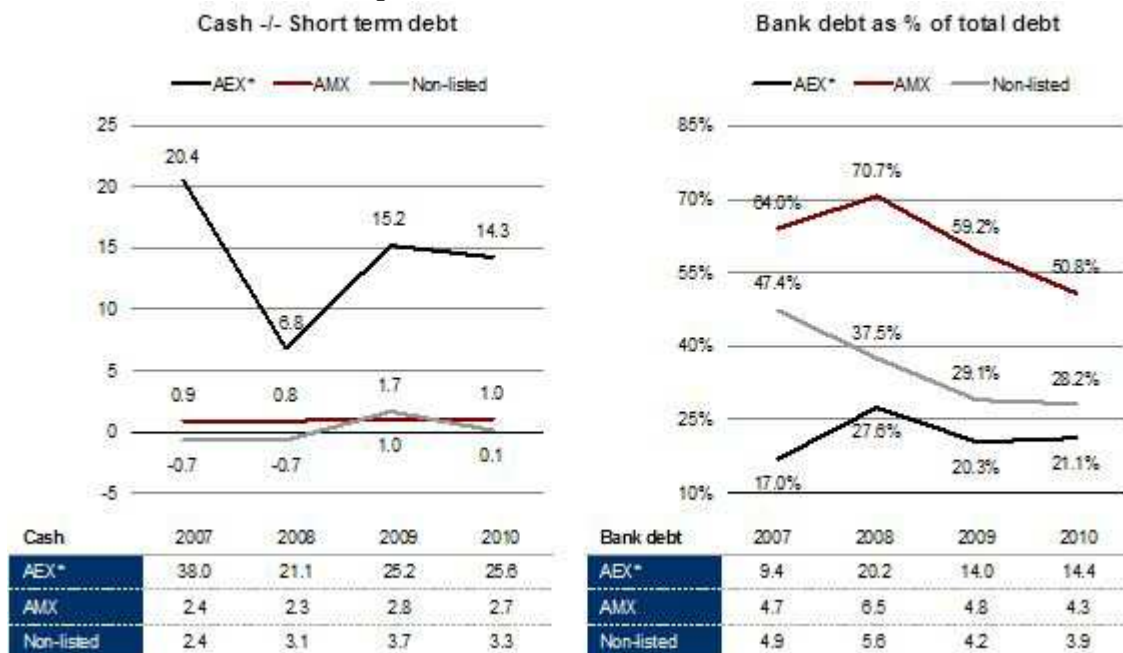 Cash -/- Short term debt
AEX* AMX Non-listed
25
20.4
20
15.2
14.3
15
10
6.8
5
0.9 0.8 1.7 1.0
0
-0.7 -0.7 1.0 0.1
-5
Cash 2007 2008 2009 2010
AEX* 38.0 21.1 25.2 25.6
AMX 2.4 2.3 2.8 2.7
Non-listed 2.4 3.1 3.7 3.3
Bank debt as % of total debt
AEX* AMX Non-listed
85%
70.7%
70%
64.0%
59.2%
55%
50.8%
47.4%
40%
37.5%
29.1% 28.2%
25%
27.6%
20.3% 21.1%
17.0%
10%
Bank debt 2007 2008 2009 2010
AEX* 9.4 20.2 14.0 14.4
AMX 4.7 6.5 4.8 4.3
Non-listed 4.9 5.6 4.2 3.9